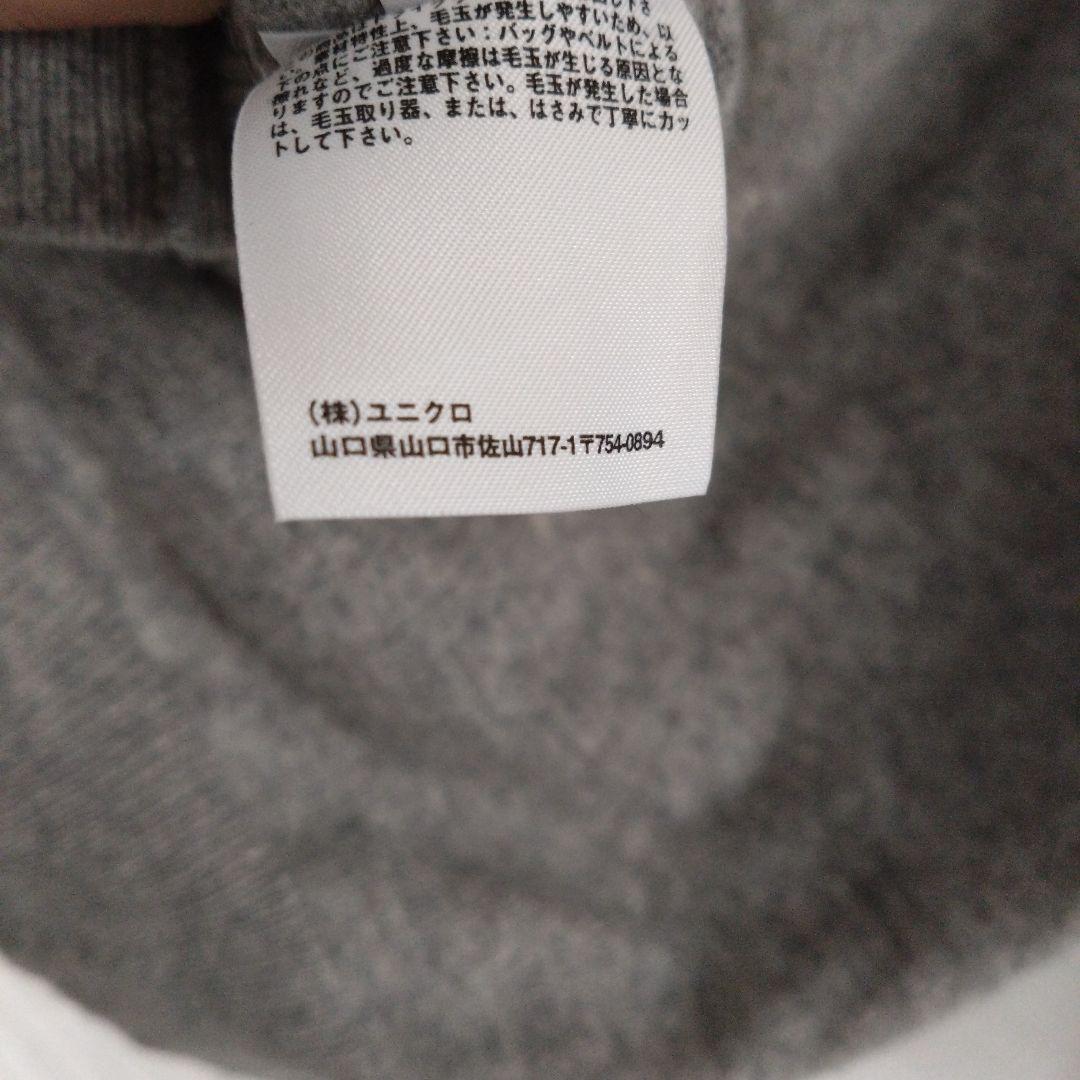 特性上、毛玉が発生しやすいため、以
にご注意下さい：バッグやベルトによる
など、過度な摩擦は毛玉が生じる原因とな
りますのでご注意下さい。毛玉が発生した場合
は、毛玉取り器、または、はさみで丁寧にカッ
トして下さい。
(株)ユニクロ
山口県山口市佐山717-1〒754-0894